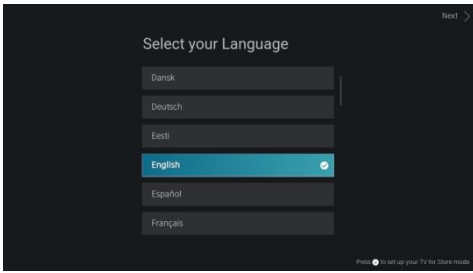 Next
Select your Language
Dansk
Deutsch
Eesti
English
Español
Français
Press to set up your TV for Store mode